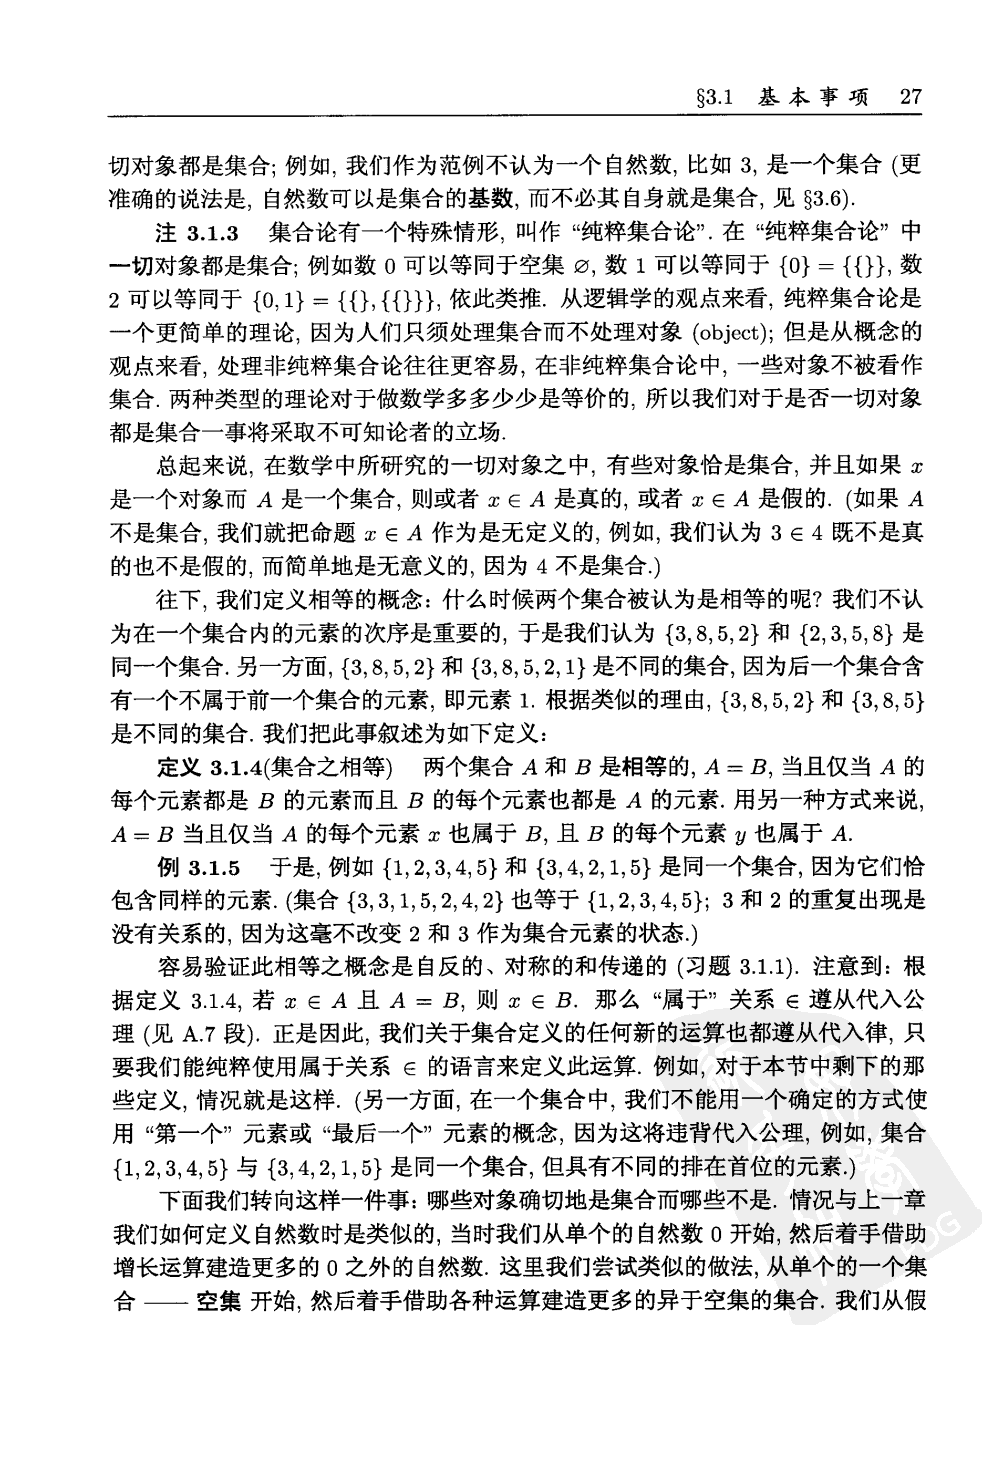 §3.1 基本事项 27
切对象都是集合; 例如, 我们作为范例不认为一个自然数, 比如 3, 是一个集合 (更
准确的说法是, 自然数可以是集合的基数, 而不必其自身就是集合, 见 §3.6).
注 3.1.3 集合论有一个特殊情形, 叫作 “纯粹集合论”. 在 “纯粹集合论” 中
一切对象都是集合; 例如数 0 可以等同于空集 ∅, 数 1 可以等同于 {0} = {{}}, 数
2 可以等同于 {0,1} = {{},{{}}}, 依此类推. 从逻辑学的观点来看, 纯粹集合论是
一个更简单的理论, 因为人们只须处理集合而不处理对象 (object); 但是从概念的
观点来看, 处理非纯粹集合论往往更容易, 在非纯粹集合论中, 一些对象不被看作
集合. 两种类型的理论对于做数学多多少少是等价的, 所以我们对于是否一切对象
都是集合一事将采取不可知论者的立场.
总起来说, 在数学中所研究的一切对象之中, 有些对象恰是集合, 并且如果 x
是一个对象而 A 是一个集合, 则或者 x ∈ A 是真的, 或者 x ∈ A 是假的. (如果 A
不是集合, 我们就把命题 x ∈ A 作为是无定义的, 例如, 我们认为 3 ∈ 4 既不是真
的也不是假的, 而简单地是无意义的, 因为 4 不是集合.)
往下, 我们定义相等的概念: 什么时候两个集合被认为是相等的呢? 我们不认
为在一个集合内的元素的次序是重要的, 于是我们认为 {3,8,5,2} 和 {2,3,5,8} 是
同一个集合. 另一方面, {3,8,5,2} 和 {3,8,5,2,1} 是不同的集合, 因为后一个集合含
有一个不属于前一个集合的元素, 即元素 1. 根据类似的理由, {3,8,5,2} 和 {3,8,5}
是不同的集合. 我们把此事叙述为如下定义:
定义 3.1.4(集合之相等) 两个集合 A 和 B 是相等的, A = B, 当且仅当 A 的
每个元素都是 B 的元素而且 B 的每个元素也都是 A 的元素. 用另一种方式来说,
A = B 当且仅当 A 的每个元素 x 也属于 B, 且 B 的每个元素 y 也属于 A.
例 3.1.5 于是, 例如 {1,2,3,4,5} 和 {3,4,2,1,5} 是同一个集合, 因为它们恰
包含同样的元素. (集合 {3,3,1,5,2,4,2} 也等于 {1,2,3,4,5}; 3 和 2 的重复出现是
没有关系的, 因为这毫不改变 2 和 3 作为集合元素的状态.)
容易验证此相等之概念是自反的、对称的和传递的 (习题 3.1.1). 注意到: 根
据定义 3.1.4, 若 x ∈ A 且 A = B, 则 x ∈ B. 那么 “属于” 关系 ∈ 遵从代入公
理 (见 A.7 段). 正是因此, 我们关于集合定义的任何新的运算也都遵从代入律, 只
要我们能纯粹使用属于关系 ∈ 的语言来定义此运算. 例如, 对于本节中剩下的那
些定义, 情况就是这样. (另一方面, 在一个集合中, 我们不能用一个确定的方式使
用 “第一个” 元素或 “最后一个” 元素的概念, 因为这将违背代入公理, 例如, 集合
{1,2,3,4,5} 与 {3,4,2,1,5} 是同一个集合, 但具有不同的排在首位的元素.)
下面我们转向这样一件事: 哪些对象确切地是集合而哪些不是. 情况与上一章
我们如何定义自然数时是类似的, 当时我们从单个的自然数 0 开始, 然后着手借助
增长运算建造更多的 0 之外的自然数. 这里我们尝试类似的做法, 从单个的一个集
合 —— 空集 开始, 然后着手借助各种运算建造更多的异于空集的集合. 我们从假